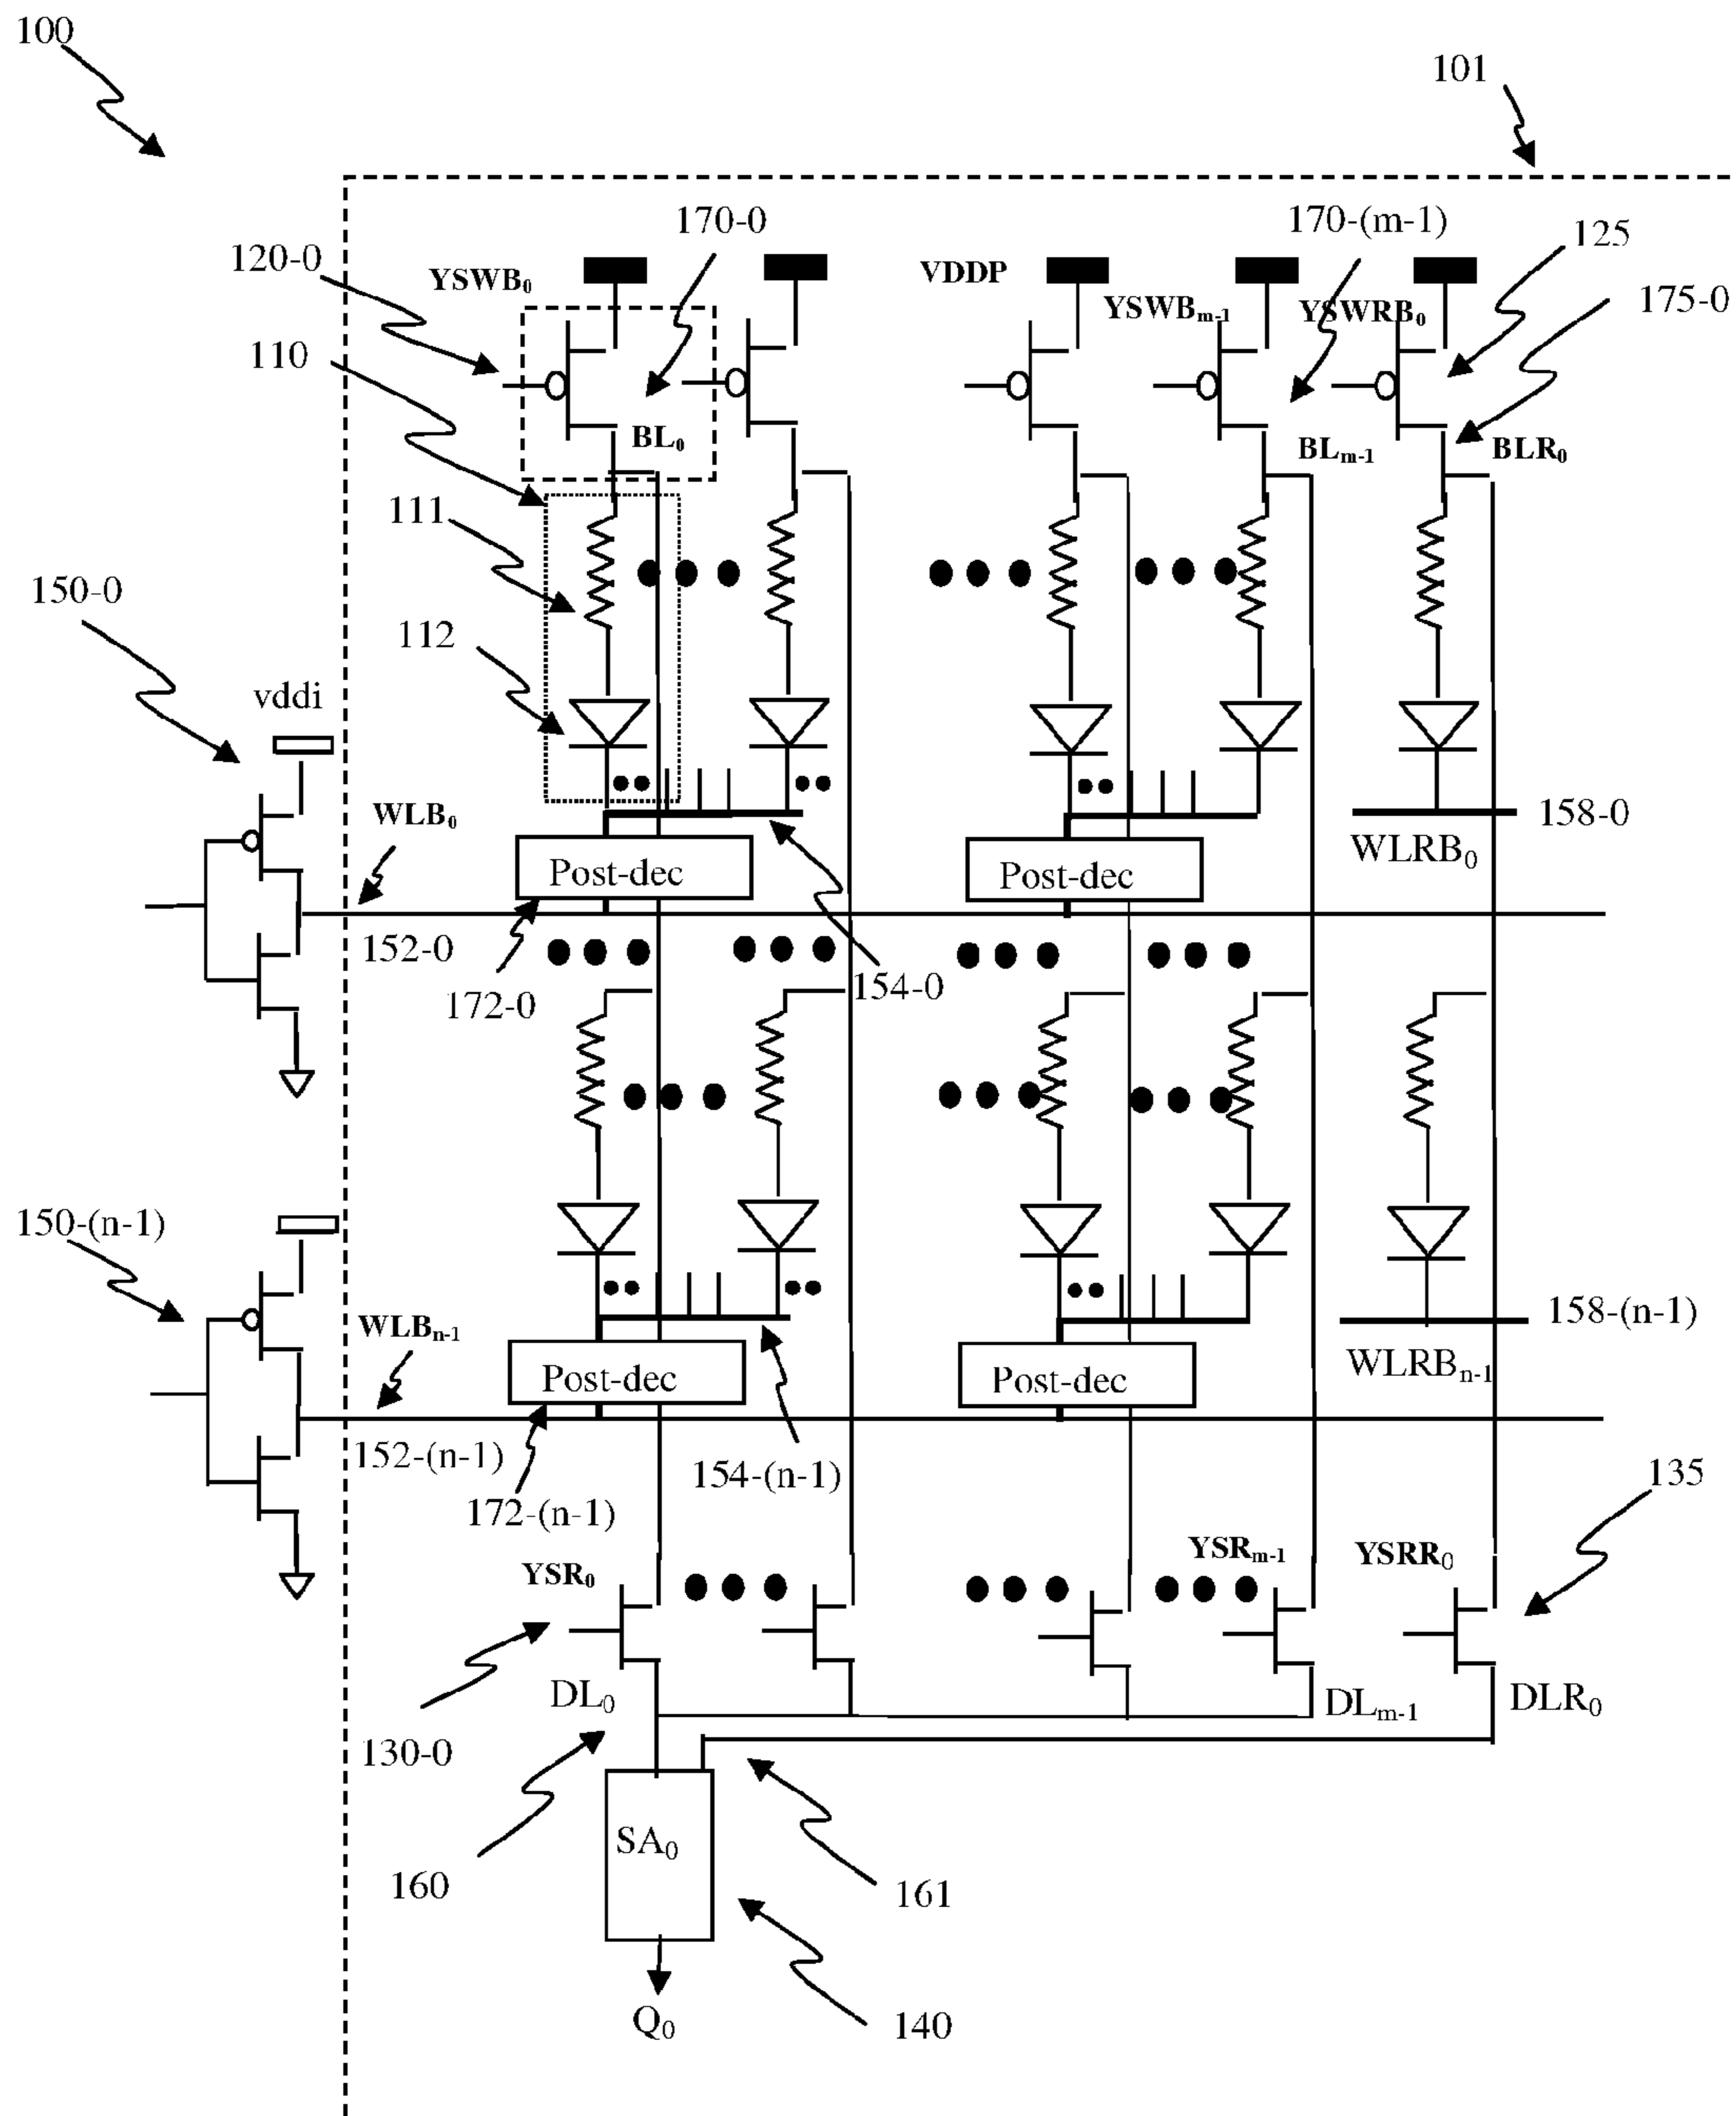 100
101
170-0
170-(m-1)
125
120-0
YSWB₀
VDDP
YSWBₘ₋₁
YSWRB₀
175-0
110
BL₀
BLₘ₋₁
BLR₀
111
150-0
112
vddi
WLB₀
158-0
Post-dec
Post-dec
WLRB₀
152-0
172-0
154-0
150-(n-1)
WLBₙ₋₁
158-(n-1)
Post-dec
Post-dec
WLRBₙ₋₁
152-(n-1)
154-(n-1)
135
172-(n-1)
YSR₀
YSRₘ₋₁
YSRR₀
DL₀
DLₘ₋₁
DLR₀
130-0
SA₀
160
161
Q₀
140